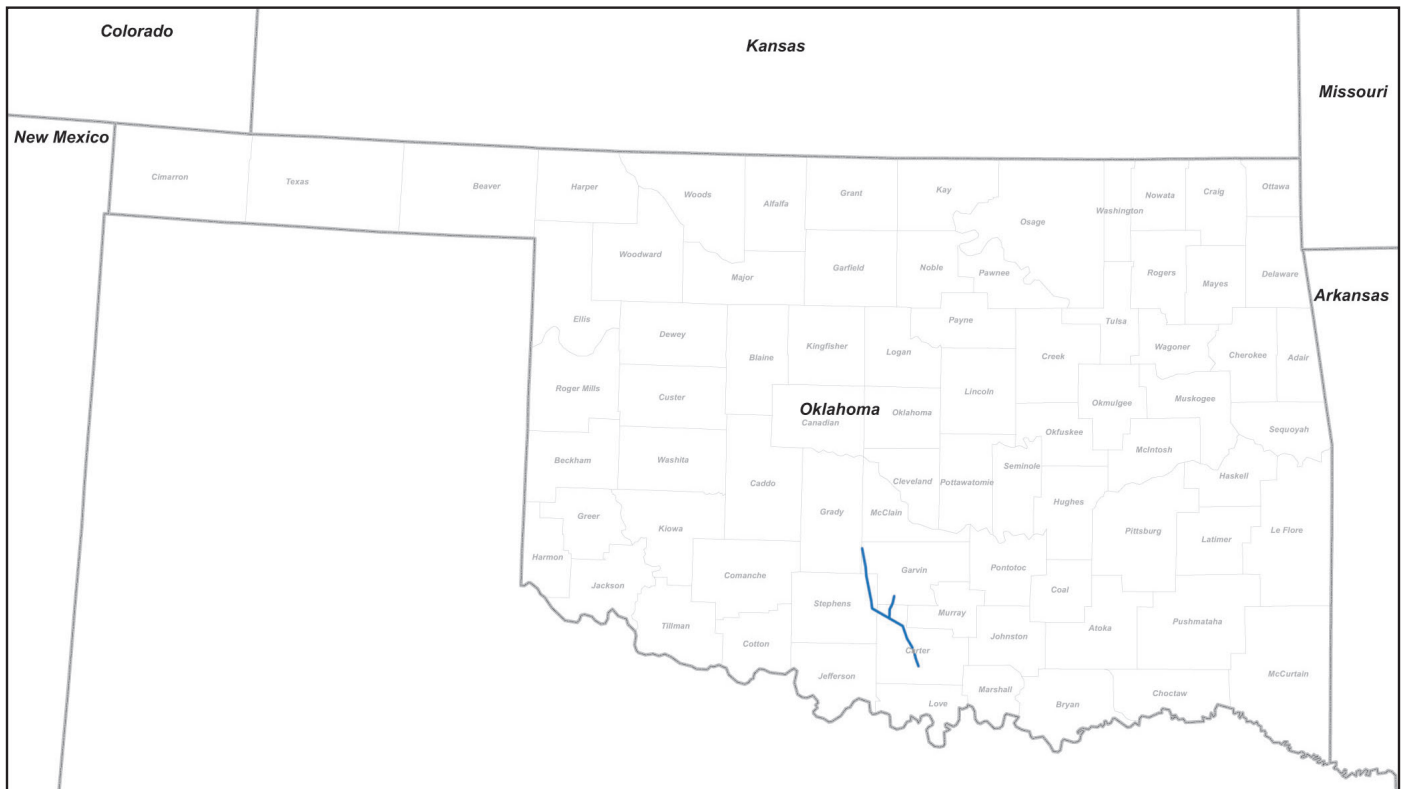 Colorado
Kansas
Missouri
New Mexico
Cimarron
Texas
Beaver
Harper
Woods
Alfalfa
Grant
Kay
Osage
Washington
Nowata
Craig
Ottawa
Woodward
Major
Garfield
Noble
Pawnee
Rogers
Mayes
Delaware
Arkansas
Ellis
Dewey
Blaine
Kingfisher
Logan
Payne
Creek
Tulsa
Wagoner
Cherokee
Adair
Roger Mills
Custer
Oklahoma
Canadian
Oklahoma
Lincoln
Okmulgee
Muskogee
Okfuskee
Sequoyah
Beckham
Washita
Caddo
Cleveland
Pottawatomie
Seminole
McIntosh
Haskell
Greer
Kiowa
Grady
McClain
Hughes
Pittsburg
Latimer
Le Flore
Harmon
Jackson
Comanche
Garvin
Pontotoc
Coal
Stephens
Murray
Tillman
Cotton
Carter
Johnston
Atoka
Pushmataha
Jefferson
Love
Marshall
Bryan
Choctaw
McCurtain